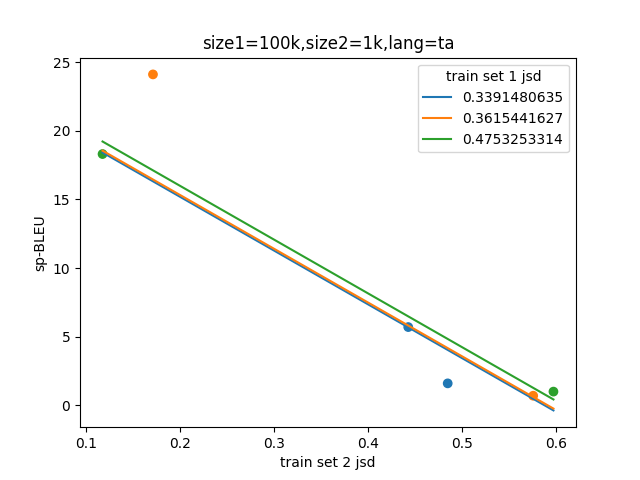 size1=100k,size2=1k,lang=ta
train set 1 jsd
0.3391480635
0.3615441627
0.4753253314
25
20
15
10
5
0
sp-BLEU
0.1 0.2 0.3 0.4 0.5 0.6
train set 2 jsd